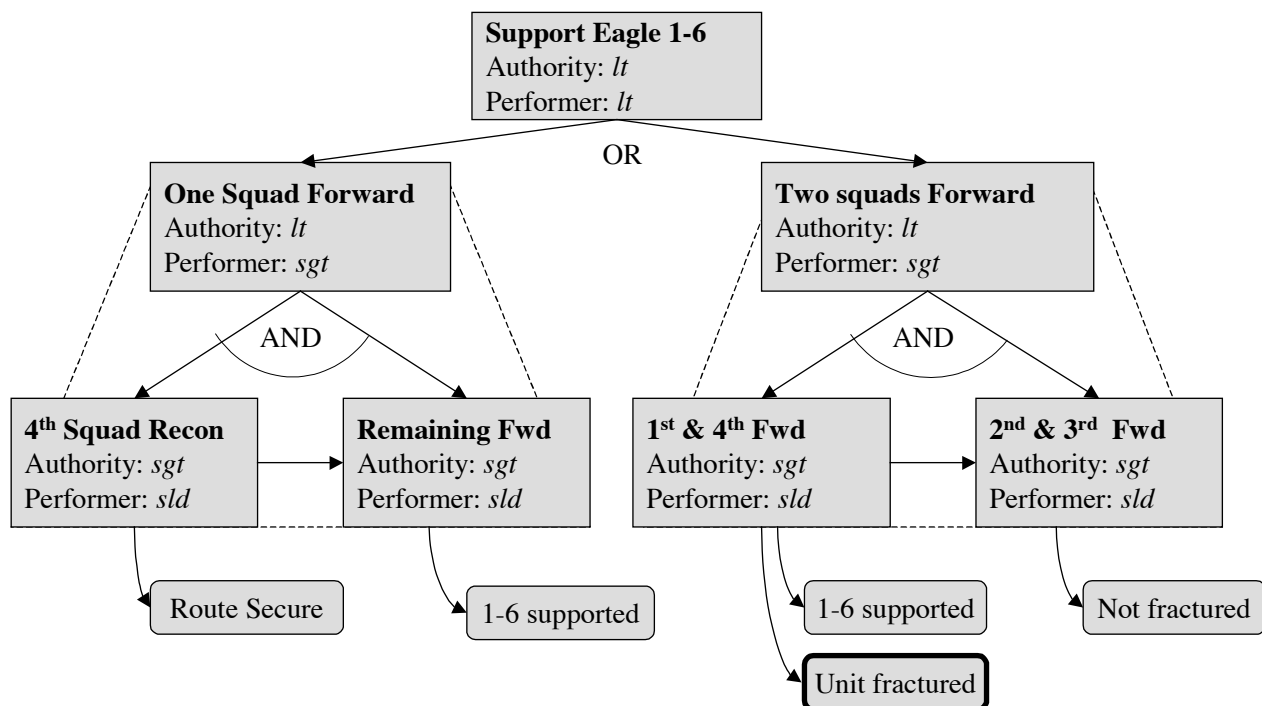 Support Eagle 1-6
Authority: lt
Performer: lt
OR
One Squad Forward
Authority: lt
Performer: sgt
Two squads Forward
Authority: lt
Performer: sgt
AND
AND
4th Squad Recon
Authority: sgt
Performer: sld
Remaining Fwd
Authority: sgt
Performer: sld
1st & 4th Fwd
Authority: sgt
Performer: sld
2nd & 3rd Fwd
Authority: sgt
Performer: sld
Route Secure
1-6 supported
1-6 supported
Not fractured
Unit fractured